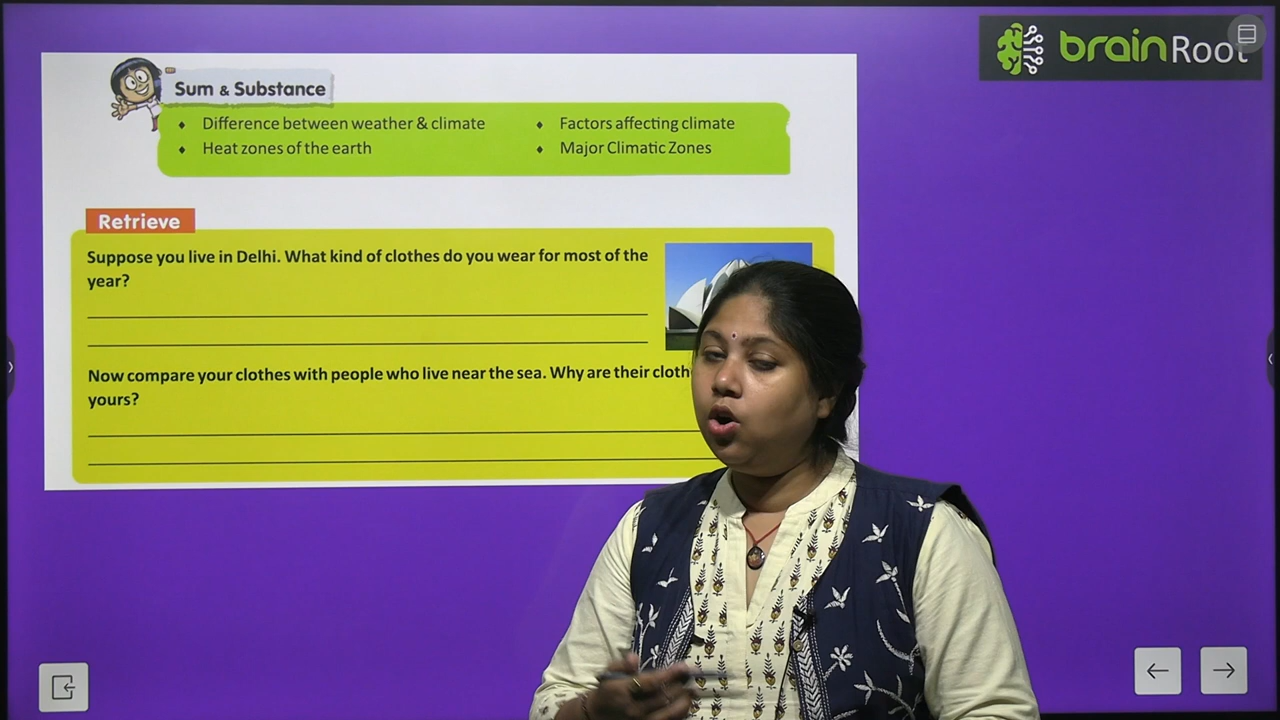 brainRoot
Sum & Substance
♦ Difference between weather & climate
♦ Factors affecting climate
♦ Heat zones of the earth
♦ Major Climatic Zones
Retrieve
Suppose you live in Delhi. What kind of clothes do you wear for most of the
year?
Now compare your clothes with people who live near the sea. Why are their
yours?